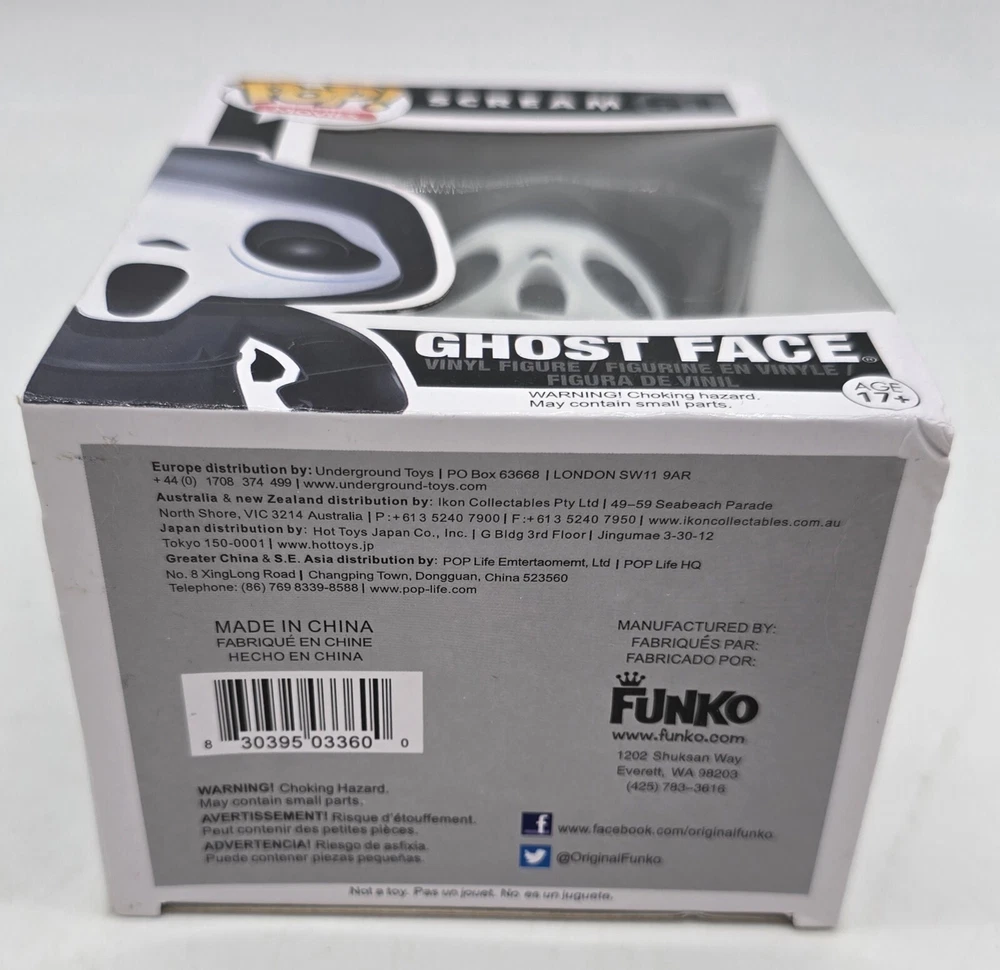 POP!
MOVIES
SCREAM
GHOST FACE®
VINYL FIGURE / FIGURINE EN VINYLE /
FIGURA DE VINIL
WARNING! Choking hazard.
May contain small parts.
AGE
17+
Europe distribution by: Underground Toys | PO Box 63668 | LONDON SW11 9AR
+44 (0) 1708 374 499 | www.underground-toys.com
Australia & new Zealand distribution by: Ikon Collectables Pty Ltd | 49–59 Seabeach Parade
North Shore, VIC 3214 Australia | P:+61 3 5240 7900 | F:+61 3 5240 7950 | www.ikoncollectables.com.au
Japan distribution by: Hot Toys Japan Co., Inc. | G Bldg 3rd Floor | Jingumae 3-30-12
Tokyo 150-0001 | www.hottoys.jp
Greater China & S.E. Asia distribution by: POP Life Emtertaomemt, Ltd | POP Life HQ
No. 8 XingLong Road | Changping Town, Dongguan, China 523560
Telephone: (86) 769 8339-8588 | www.pop-life.com
MADE IN CHINA
FABRIQUÉ EN CHINE
HECHO EN CHINA
8 30395 03360 0
MANUFACTURED BY:
FABRIQUÉS PAR:
FABRICADO POR:
FUNKO
www.funko.com
1202 Shuksan Way
Everett, WA 98203
(425) 783–3616
WARNING! Choking Hazard.
May contain small parts.
AVERTISSEMENT! Risque d'étouffement.
Peut contenir des petites pièces.
ADVERTENCIA! Riesgo de asfixia.
Puede contener piezas pequeñas
f www.facebook.com/originalfunko
@OriginalFunko
Not a toy. Pas un jouet. No es un juguete.